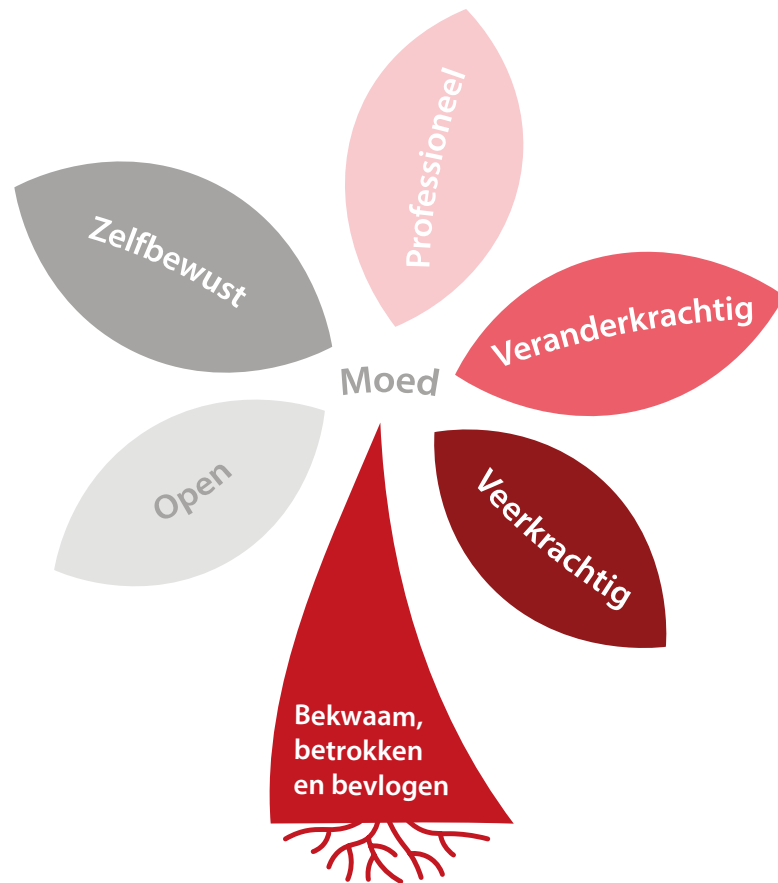 Professioneel
Zelfbewust
Veranderkrachtig
Moed
Open
Veerkrachtig
Bekwaam,
betrokken
en bevlogen